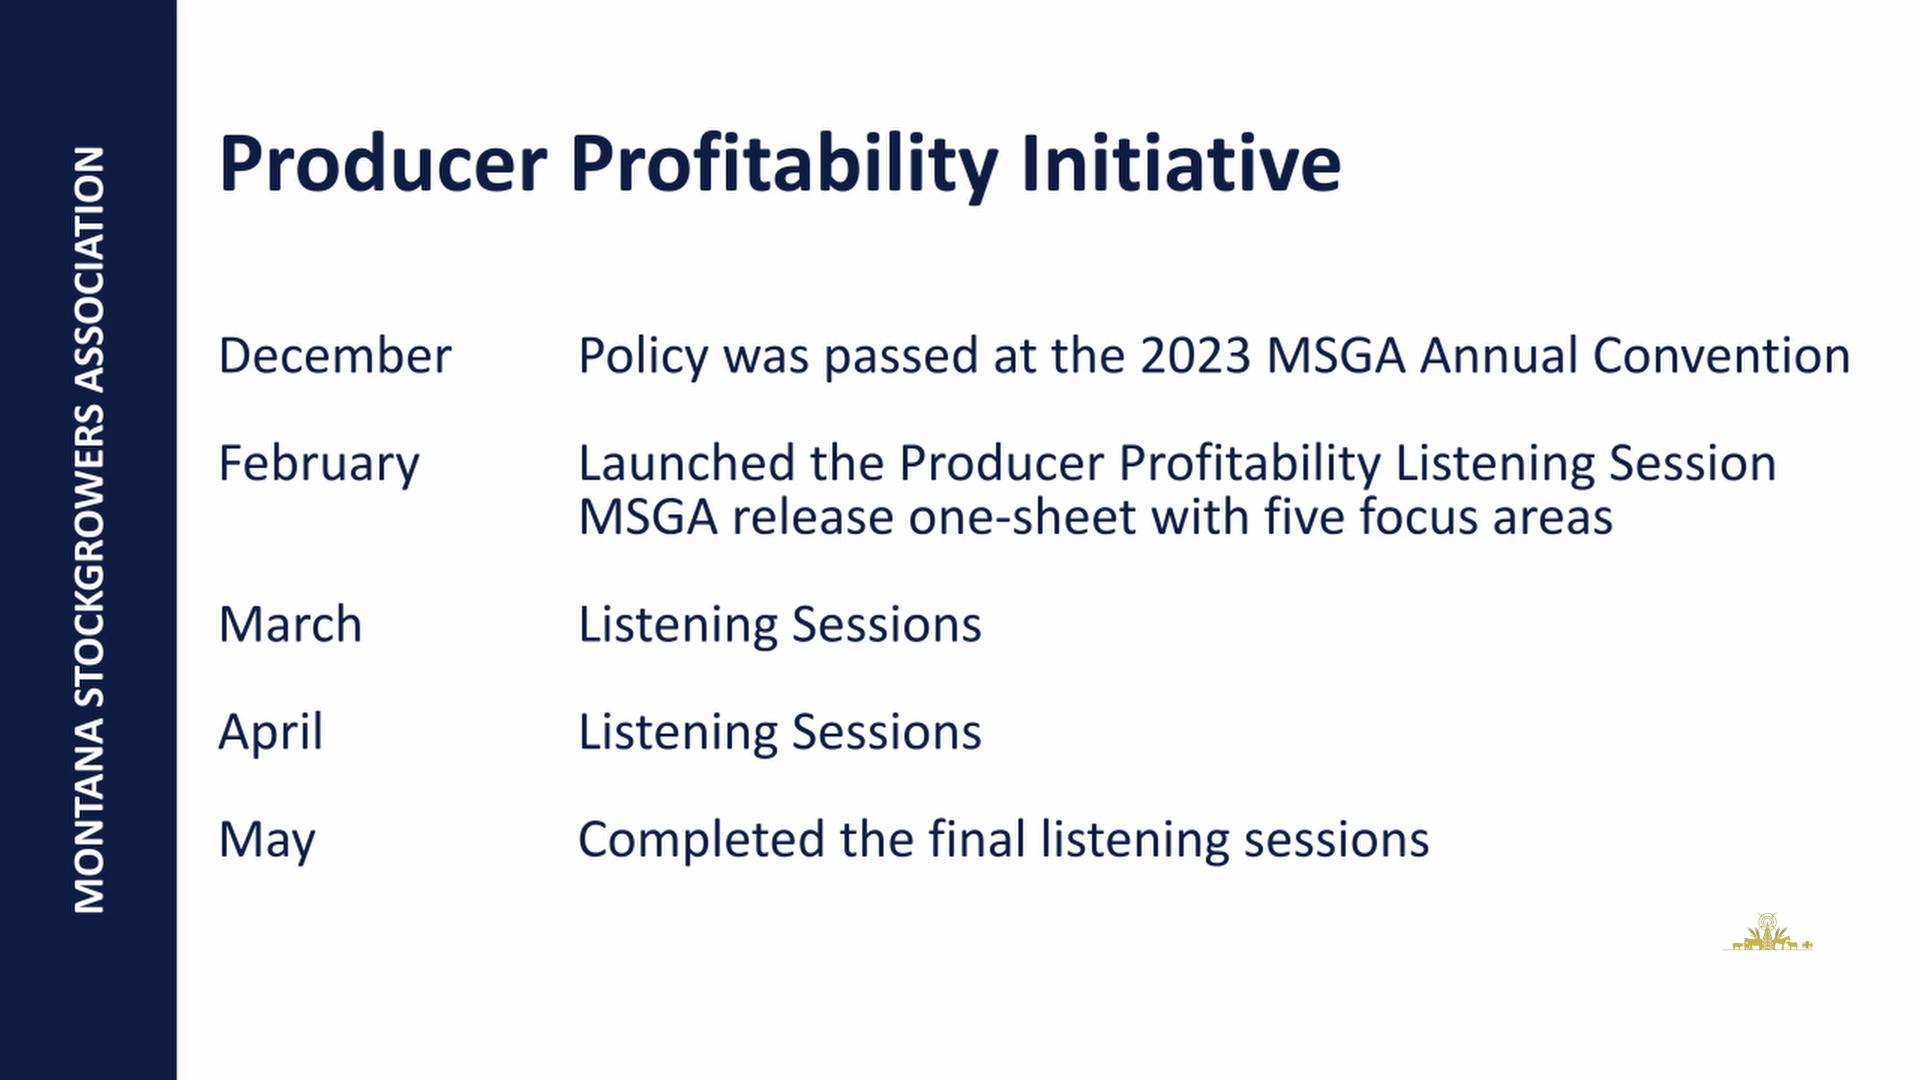 MONTANA STOCKGROWERS ASSOCIATION
Producer Profitability Initiative
December Policy was passed at the 2023 MSGA Annual Convention
February Launched the Producer Profitability Listening Session
MSGA release one-sheet with five focus areas
March Listening Sessions
April Listening Sessions
May Completed the final listening sessions